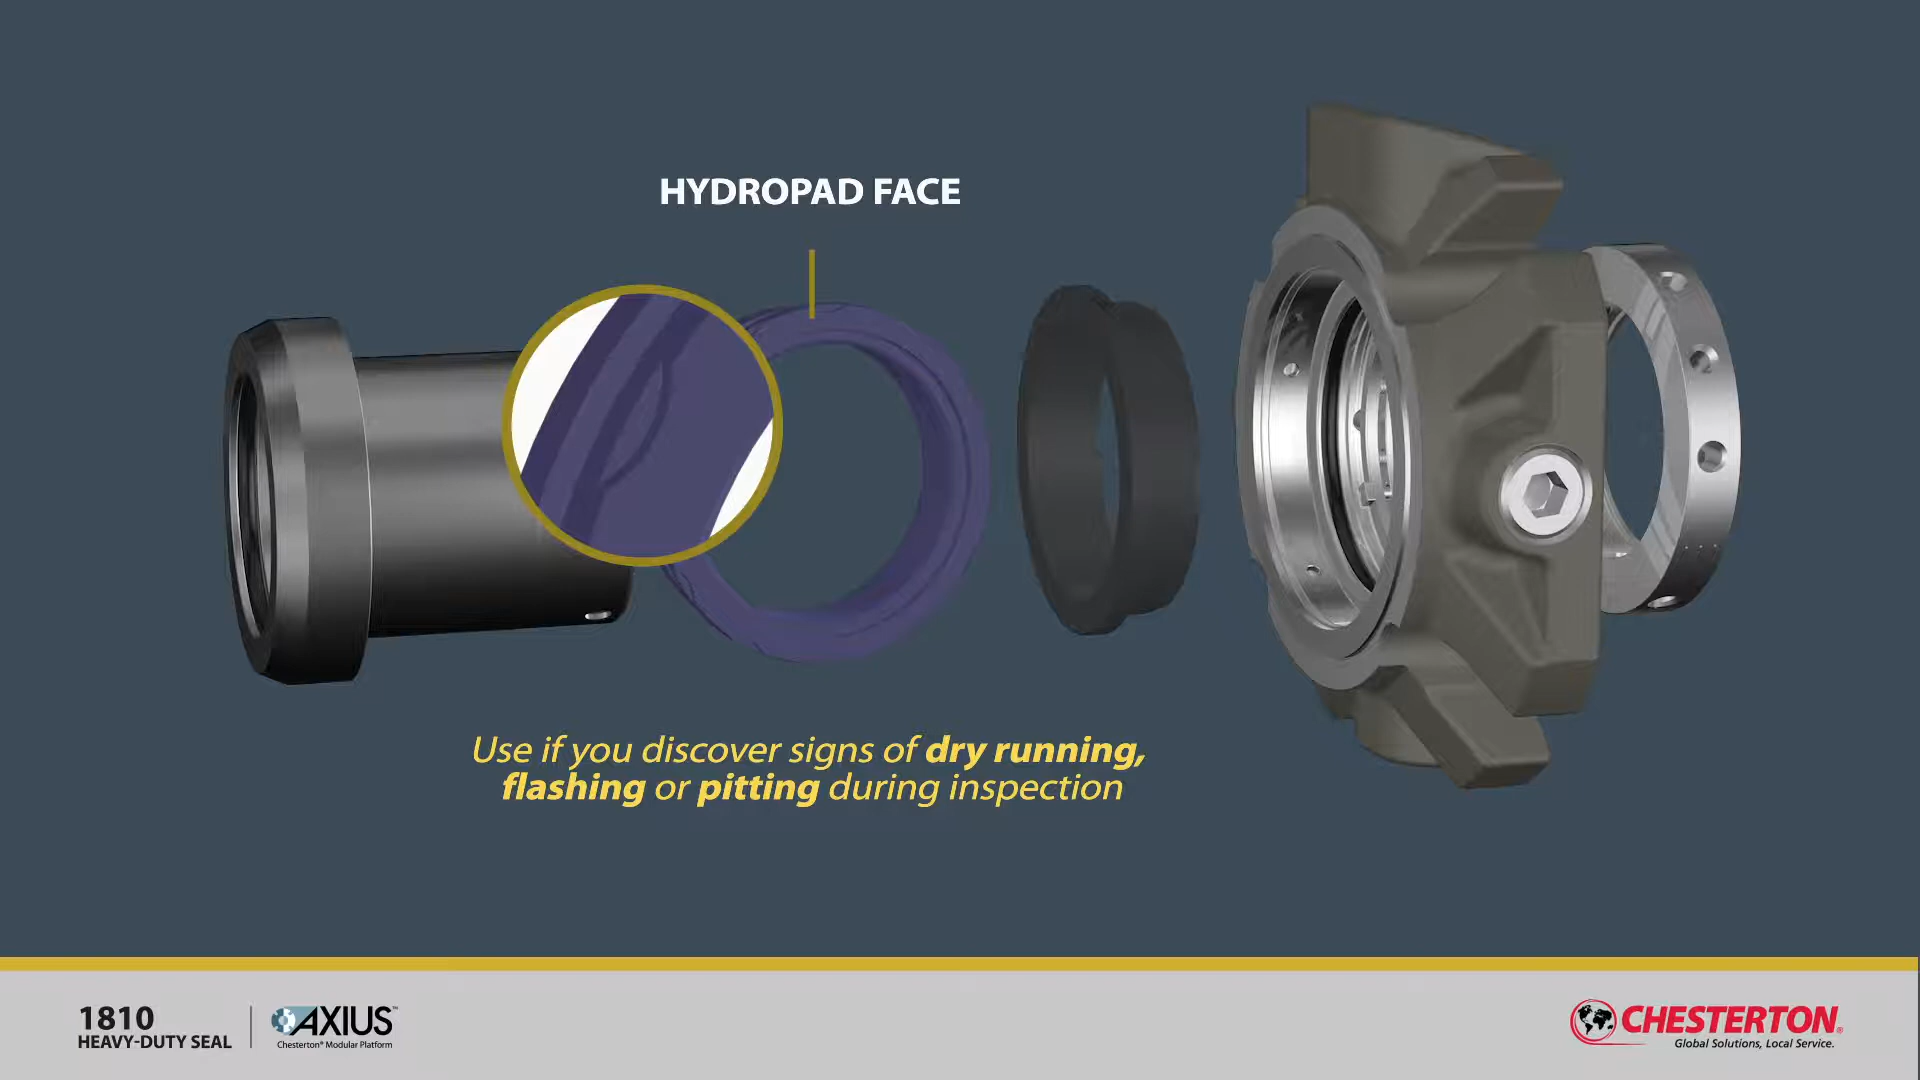 HYDROPAD FACE
Use if you discover signs of dry running,
flashing or pitting during inspection
1810
HEAVY-DUTY SEAL
AXIUS™
Chesterton® Modular Platform
CHESTERTON®
Global Solutions, Local Service.